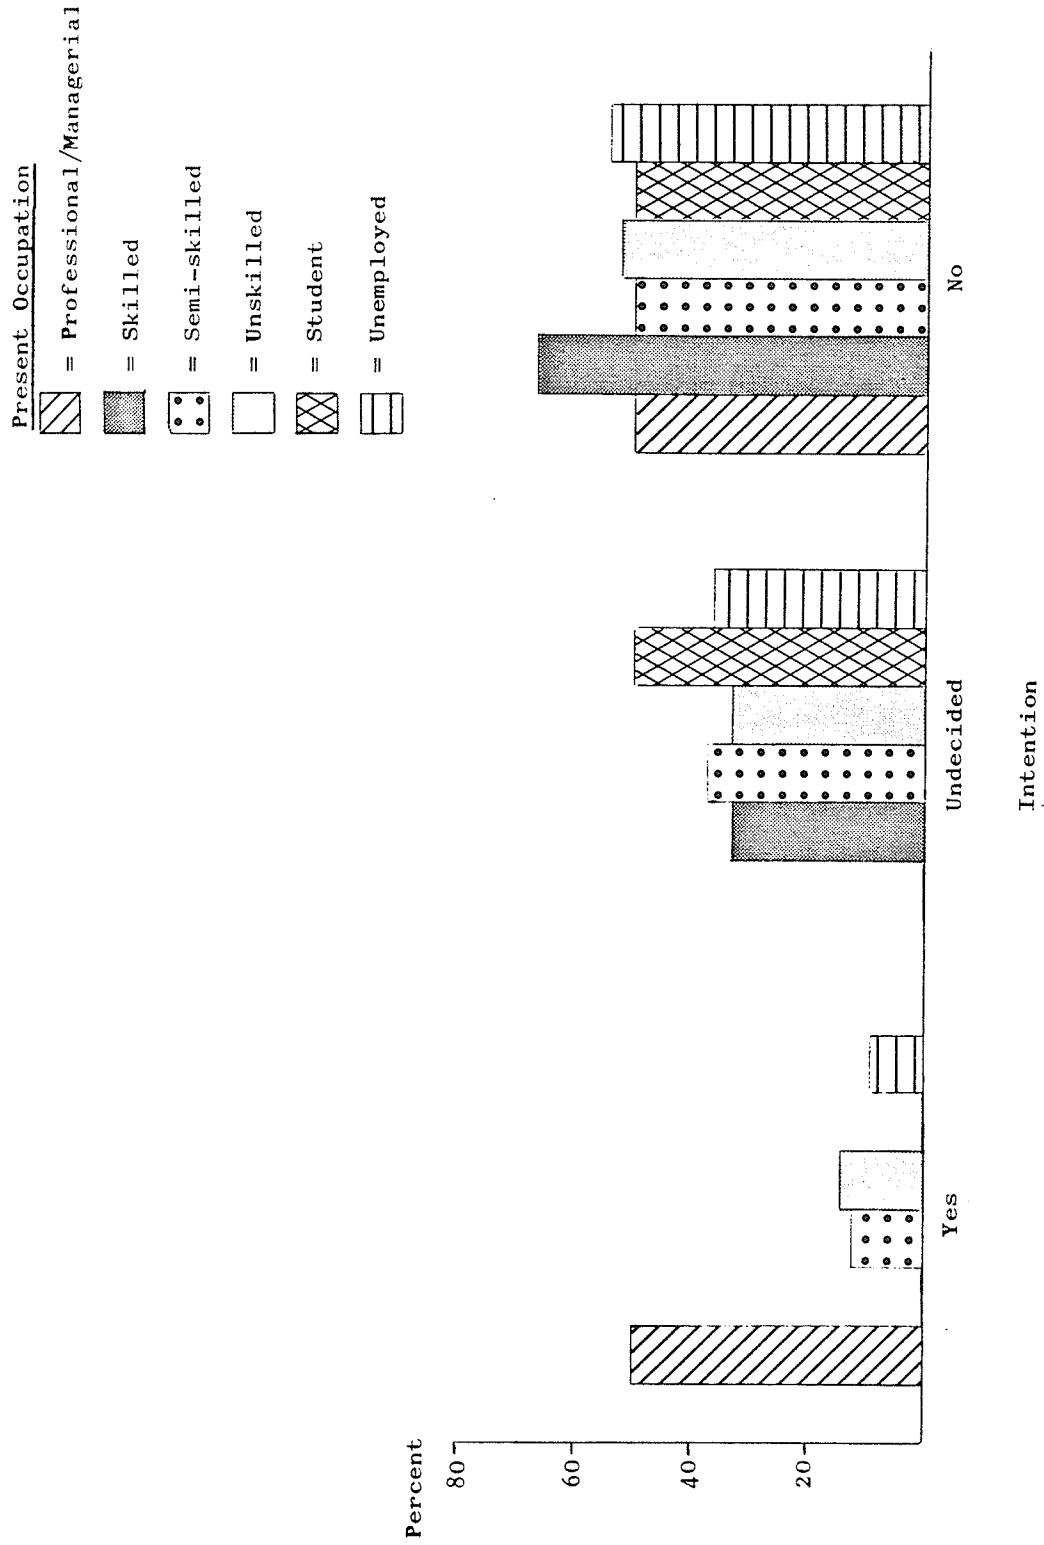 Present Occupation
= Professional/Managerial
= Skilled
= Semi-skilled
= Unskilled
= Student
= Unemployed
Percent
80
60
40
20
Yes
Undecided
No
Intention